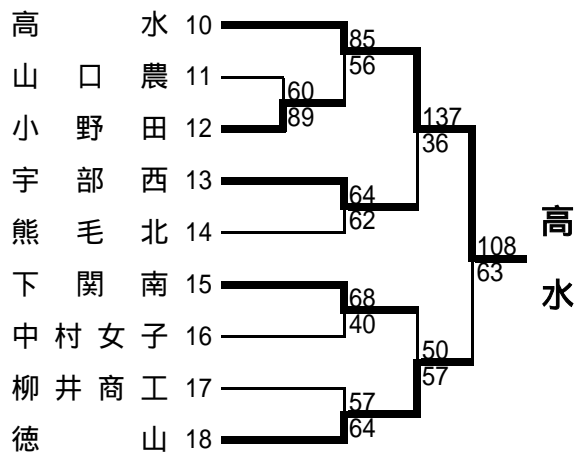 高水 10
山口農 11
小野田 12
宇部西 13
熊毛北 14
下関南 15
中村女子 16
柳井商工 17
徳山 18
60
89
85
56
64
62
68
40
57
64
137
36
50
57
108
63
高水